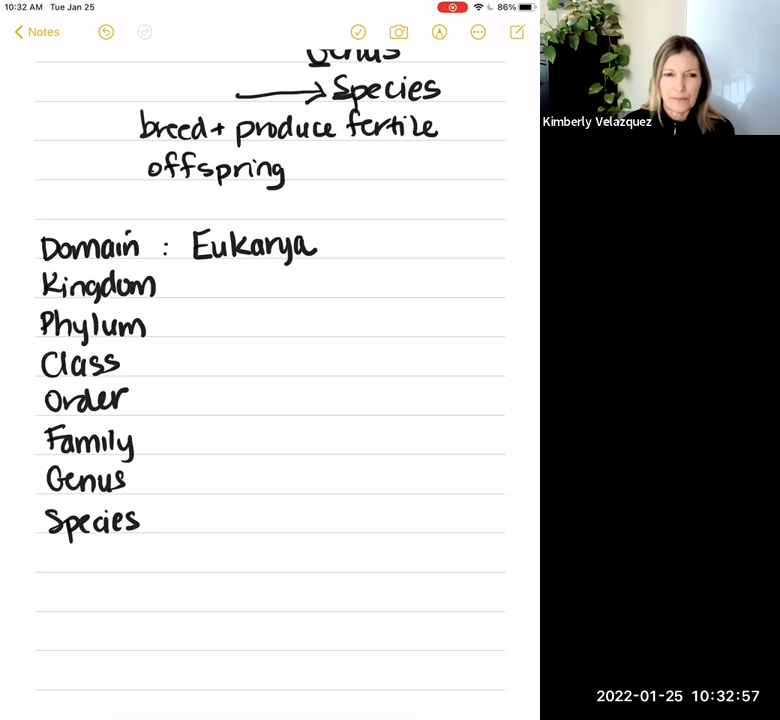 10:32 AM Tue Jan 25 86%
Notes
Genus
Species
breed + produce fertile
offspring
Domain : Eukarya
Kingdom
Phylum
Class
Order
Family
Genus
Species
Kimberly Velazquez
2022-01-25 10:32:57